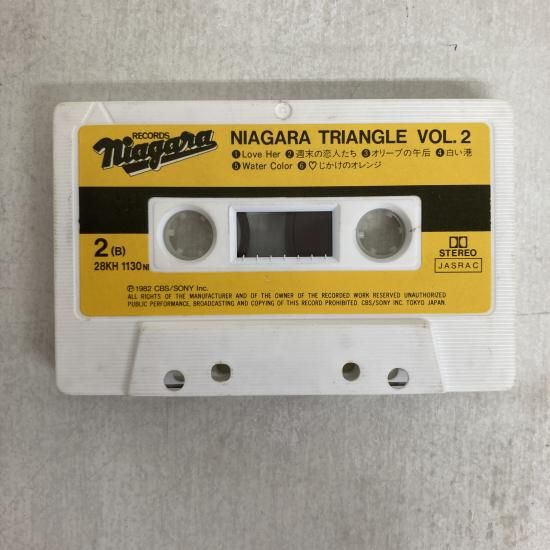 RECORDS
Niagara
NIAGARA TRIANGLE VOL. 2
❶Love Her ❷週末の恋人たち ❸オリーブの午后 ❹白い港
❺Water Color ❻♡じかけのオレンジ
2(B)
28KH 1130NI
STEREO
JASRAC
Ⓟ1982 CBS/SONY Inc.
ALL RIGHTS OF THE MANUFACTURER AND OF THE OWNER OF THE RECORDED WORK RESERVED UNAUTHORIZED
PUBLIC PERFORMANCE, BROADCASTING AND COPYING OF THIS RECORD PROHIBITED. CBS/SONY INC. TOKYO JAPAN.